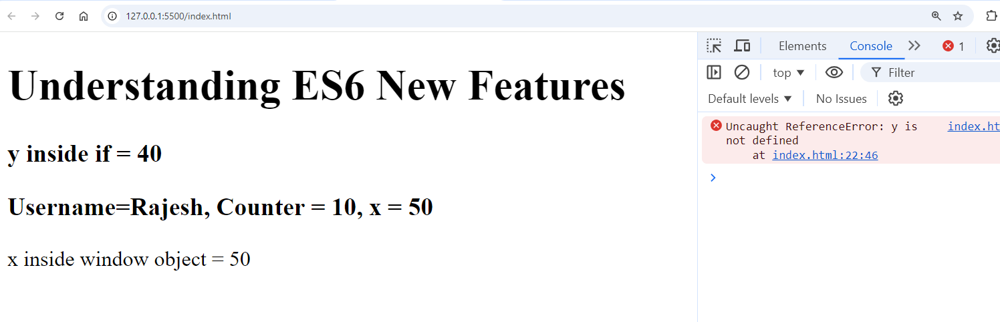 127.0.0.1:5500/index.html
Understanding ES6 New Features
y inside if = 40
Username=Rajesh, Counter = 10, x = 50
x inside window object = 50
Elements Console 1
top Filter
Default levels No Issues
Uncaught ReferenceError: y is index.ht
not defined
at index.html:22:46